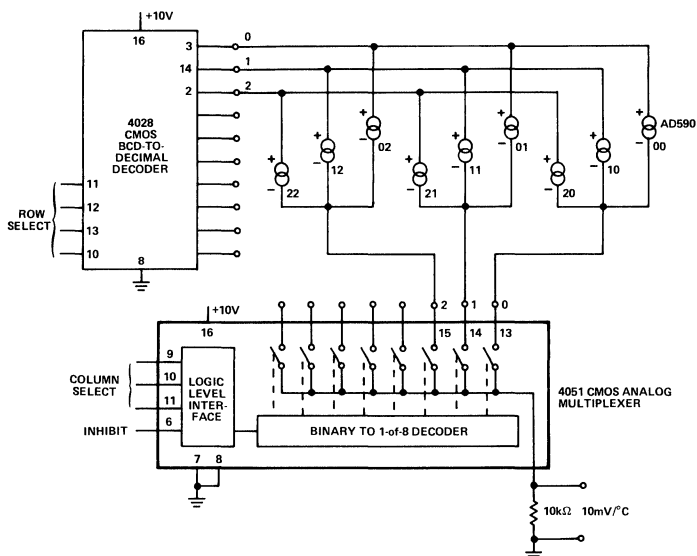 +10V
16
3 0
14 1
2 2
4028
CMOS
BCD-TO-
DECIMAL
DECODER
ROW
SELECT
11
12
13
10
8
+ + + + + + + + + AD590
− − − − − − − − −
22 12 02 21 11 01 20 10 00
+10V
16
2 1 0
15 14 13
COLUMN
SELECT
9
10
11
INHIBIT 6
LOGIC
LEVEL
INTER-
FACE
BINARY TO 1-of-8 DECODER
4051 CMOS ANALOG
MULTIPLEXER
7 8
10kΩ 10mV/°C